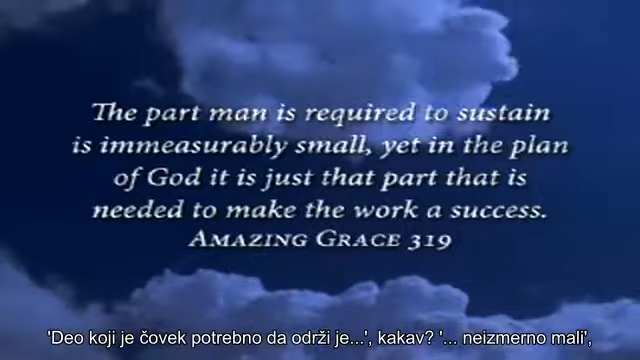 The part man is required to sustain
is immeasurably small, yet in the plan
of God it is just that part that is
needed to make the work a success.
AMAZING GRACE 319
'Deo koji je čovek potrebno da održi je...', kakav? '... neizmerno mali',